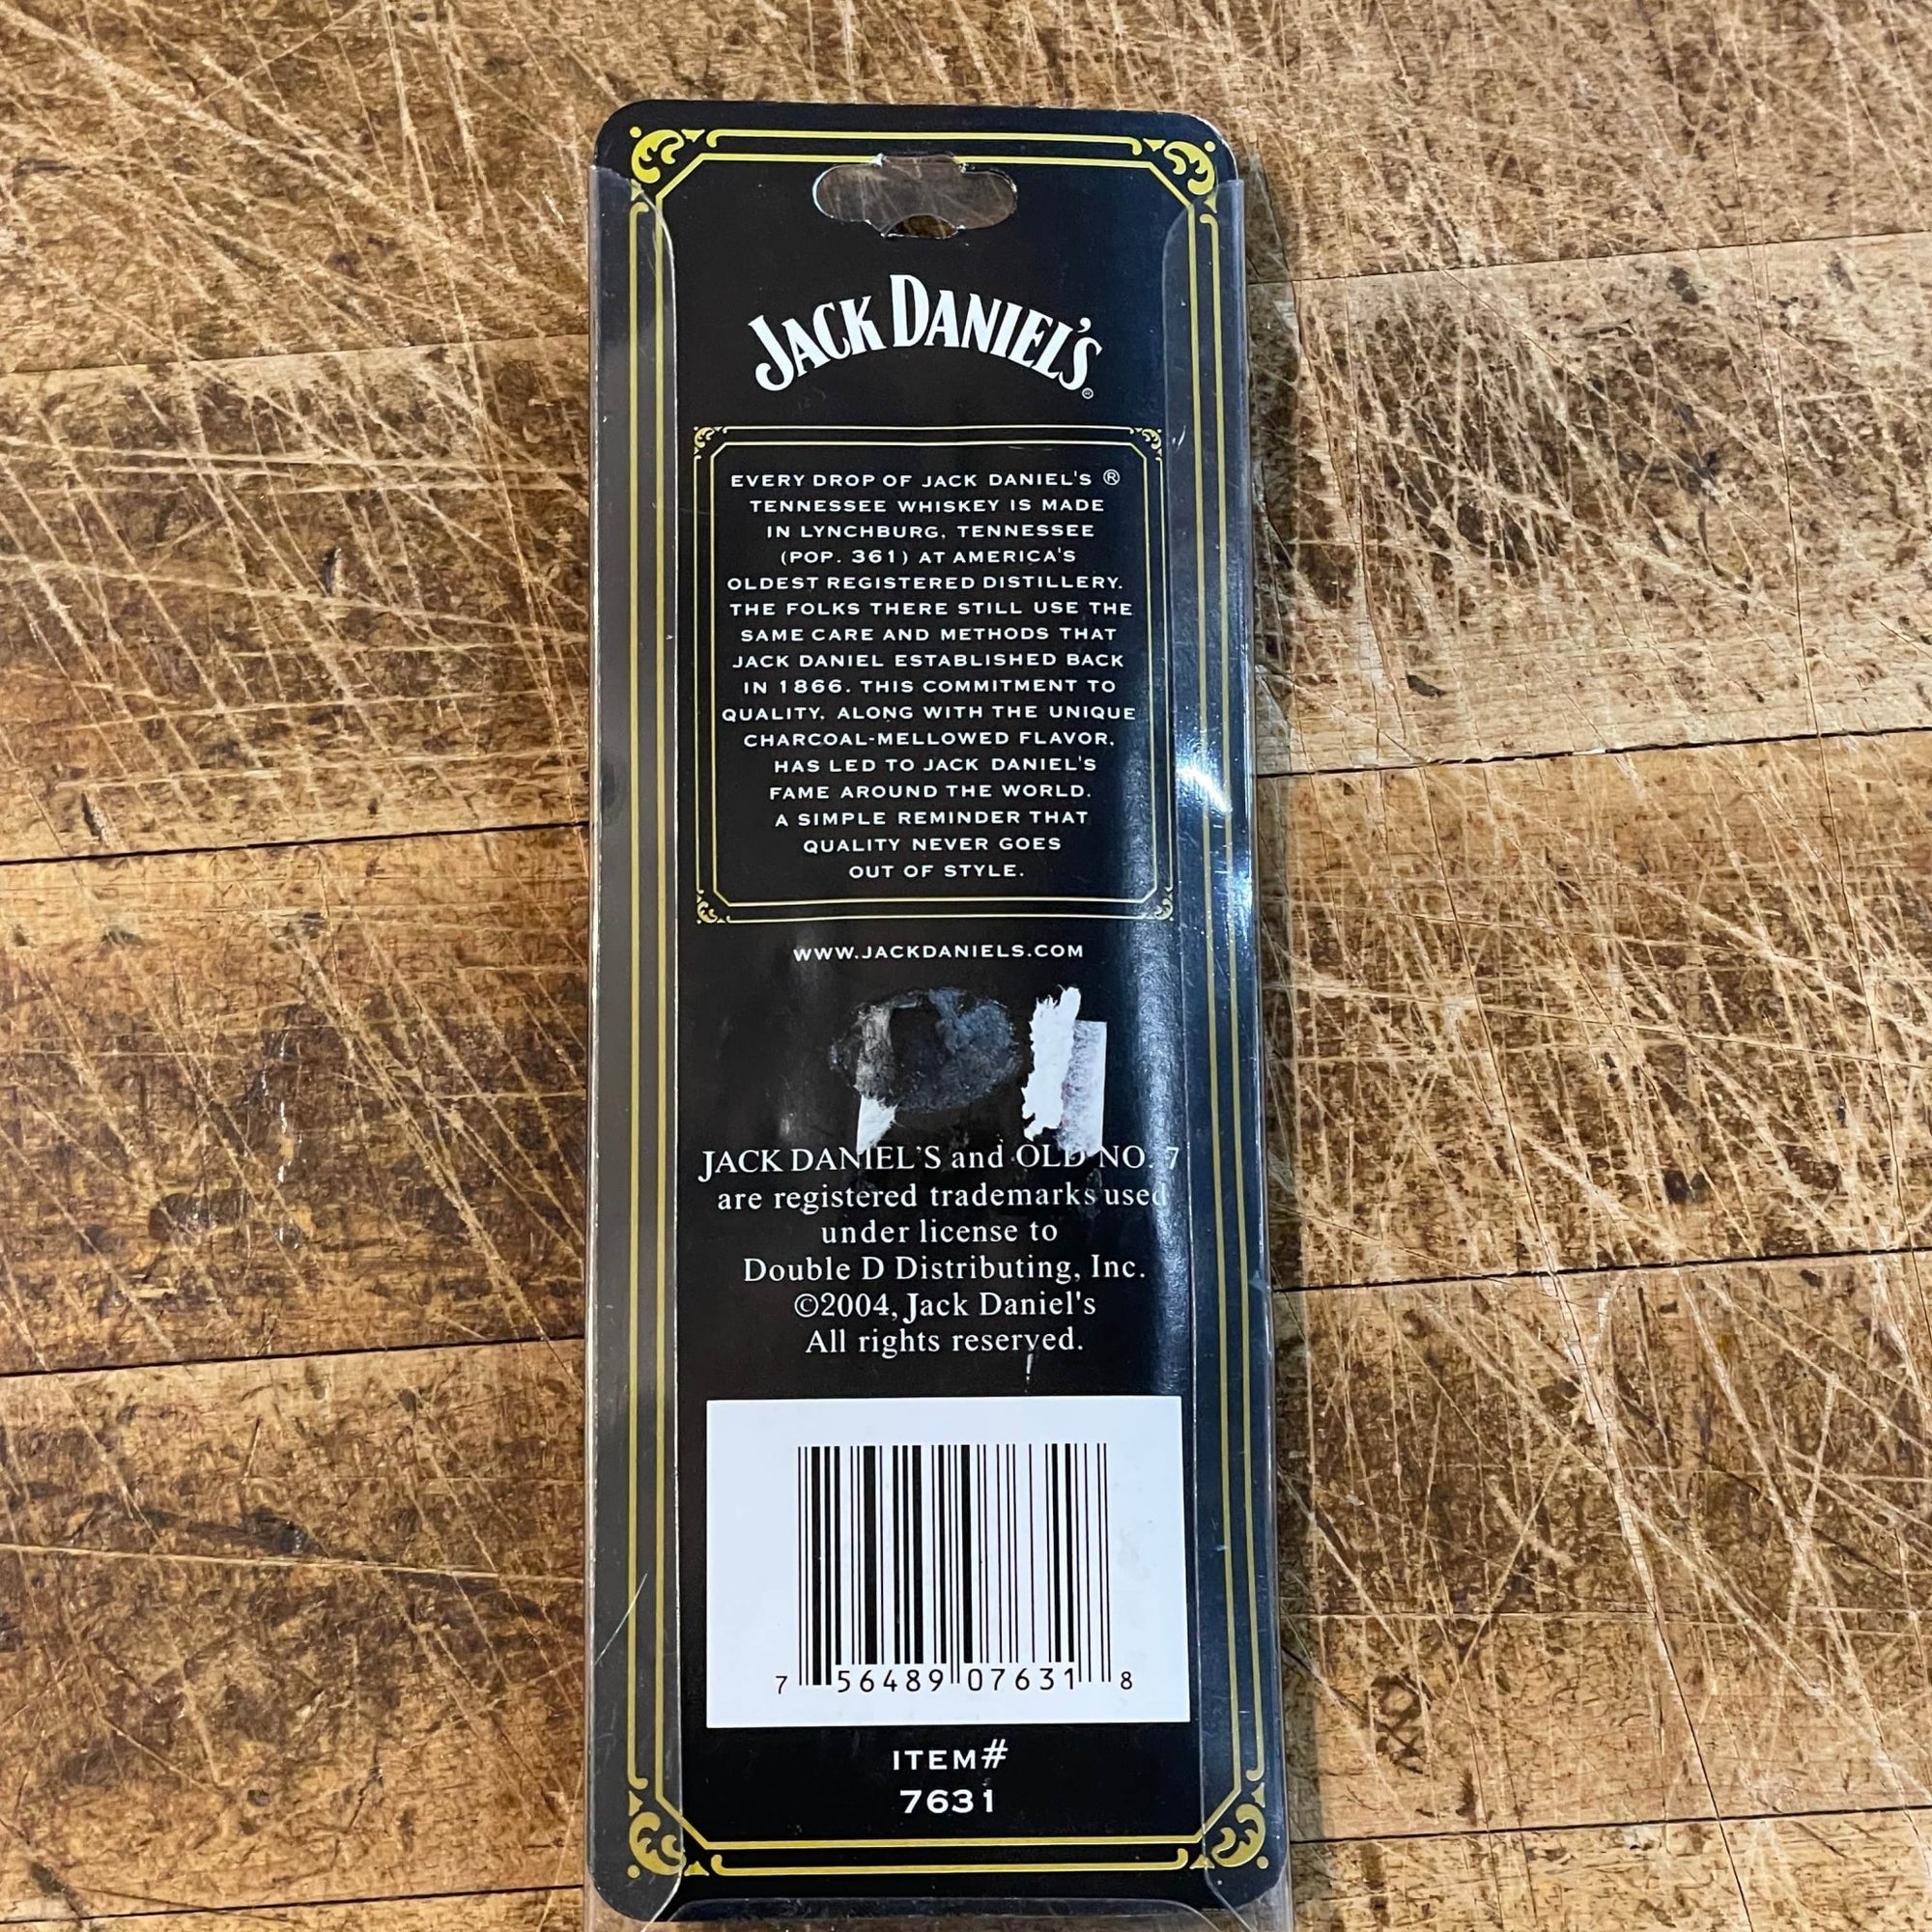 JACK DANIEL'S®
EVERY DROP OF JACK DANIEL'S ®
TENNESSEE WHISKEY IS MADE
IN LYNCHBURG, TENNESSEE
(POP. 361) AT AMERICA'S
OLDEST REGISTERED DISTILLERY.
THE FOLKS THERE STILL USE THE
SAME CARE AND METHODS THAT
JACK DANIEL ESTABLISHED BACK
IN 1866. THIS COMMITMENT TO
QUALITY, ALONG WITH THE UNIQUE
CHARCOAL-MELLOWED FLAVOR,
HAS LED TO JACK DANIEL'S
FAME AROUND THE WORLD.
A SIMPLE REMINDER THAT
QUALITY NEVER GOES
OUT OF STYLE.
WWW.JACKDANIELS.COM
JACK DANIEL'S and OLD NO. 7
are registered trademarks used
under license to
Double D Distributing, Inc.
©2004, Jack Daniel's
All rights reserved.
7 56489 07631 8
ITEM#
7631